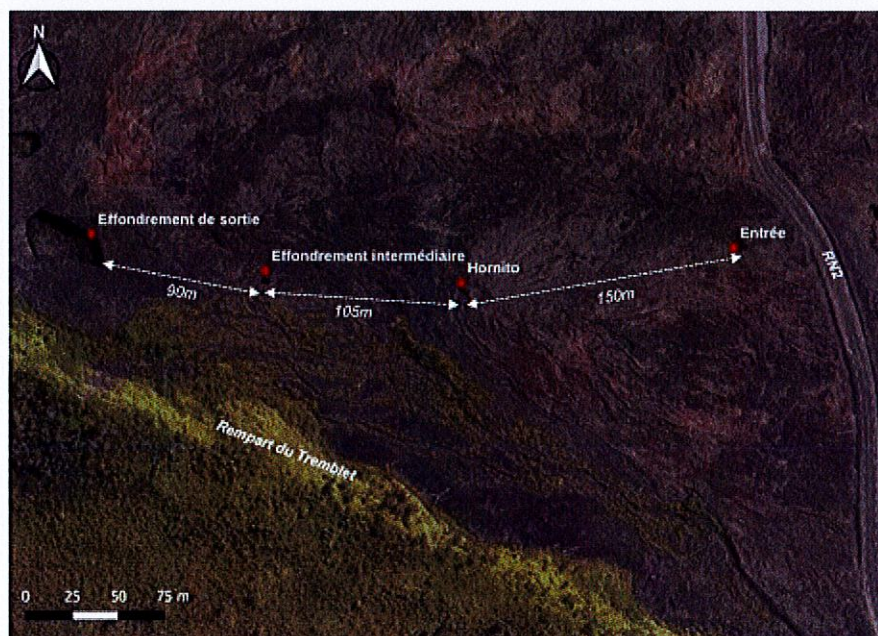 N
Effondrement de sortie
Effondrement intermédiaire
Hornito
Entrée
90m
105m
150m
RN2
Rempart du Tremblet
0 25 50 75 m